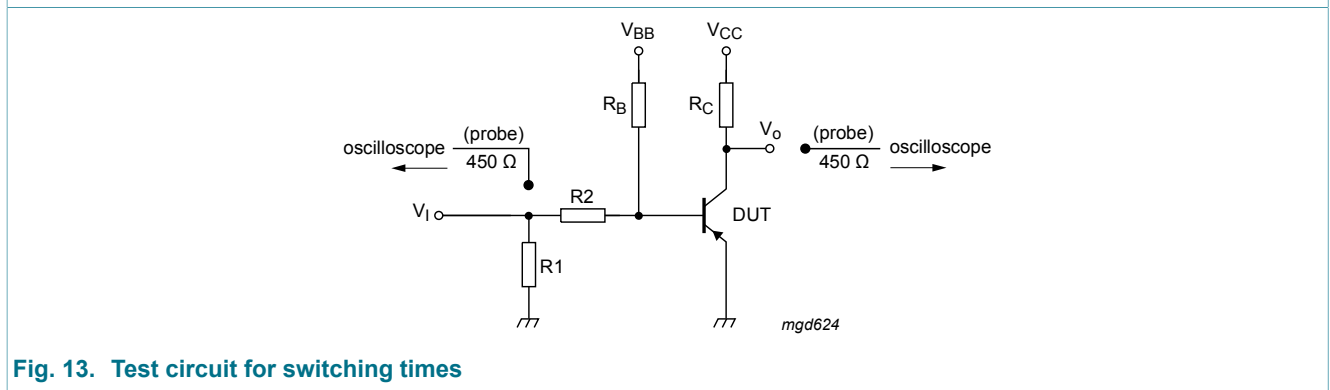 VBB
VCC
RB
RC
Vo
(probe)
450 Ω
oscilloscope
(probe)
450 Ω
oscilloscope
R2
VI
DUT
R1
mgd624
Fig. 13. Test circuit for switching times